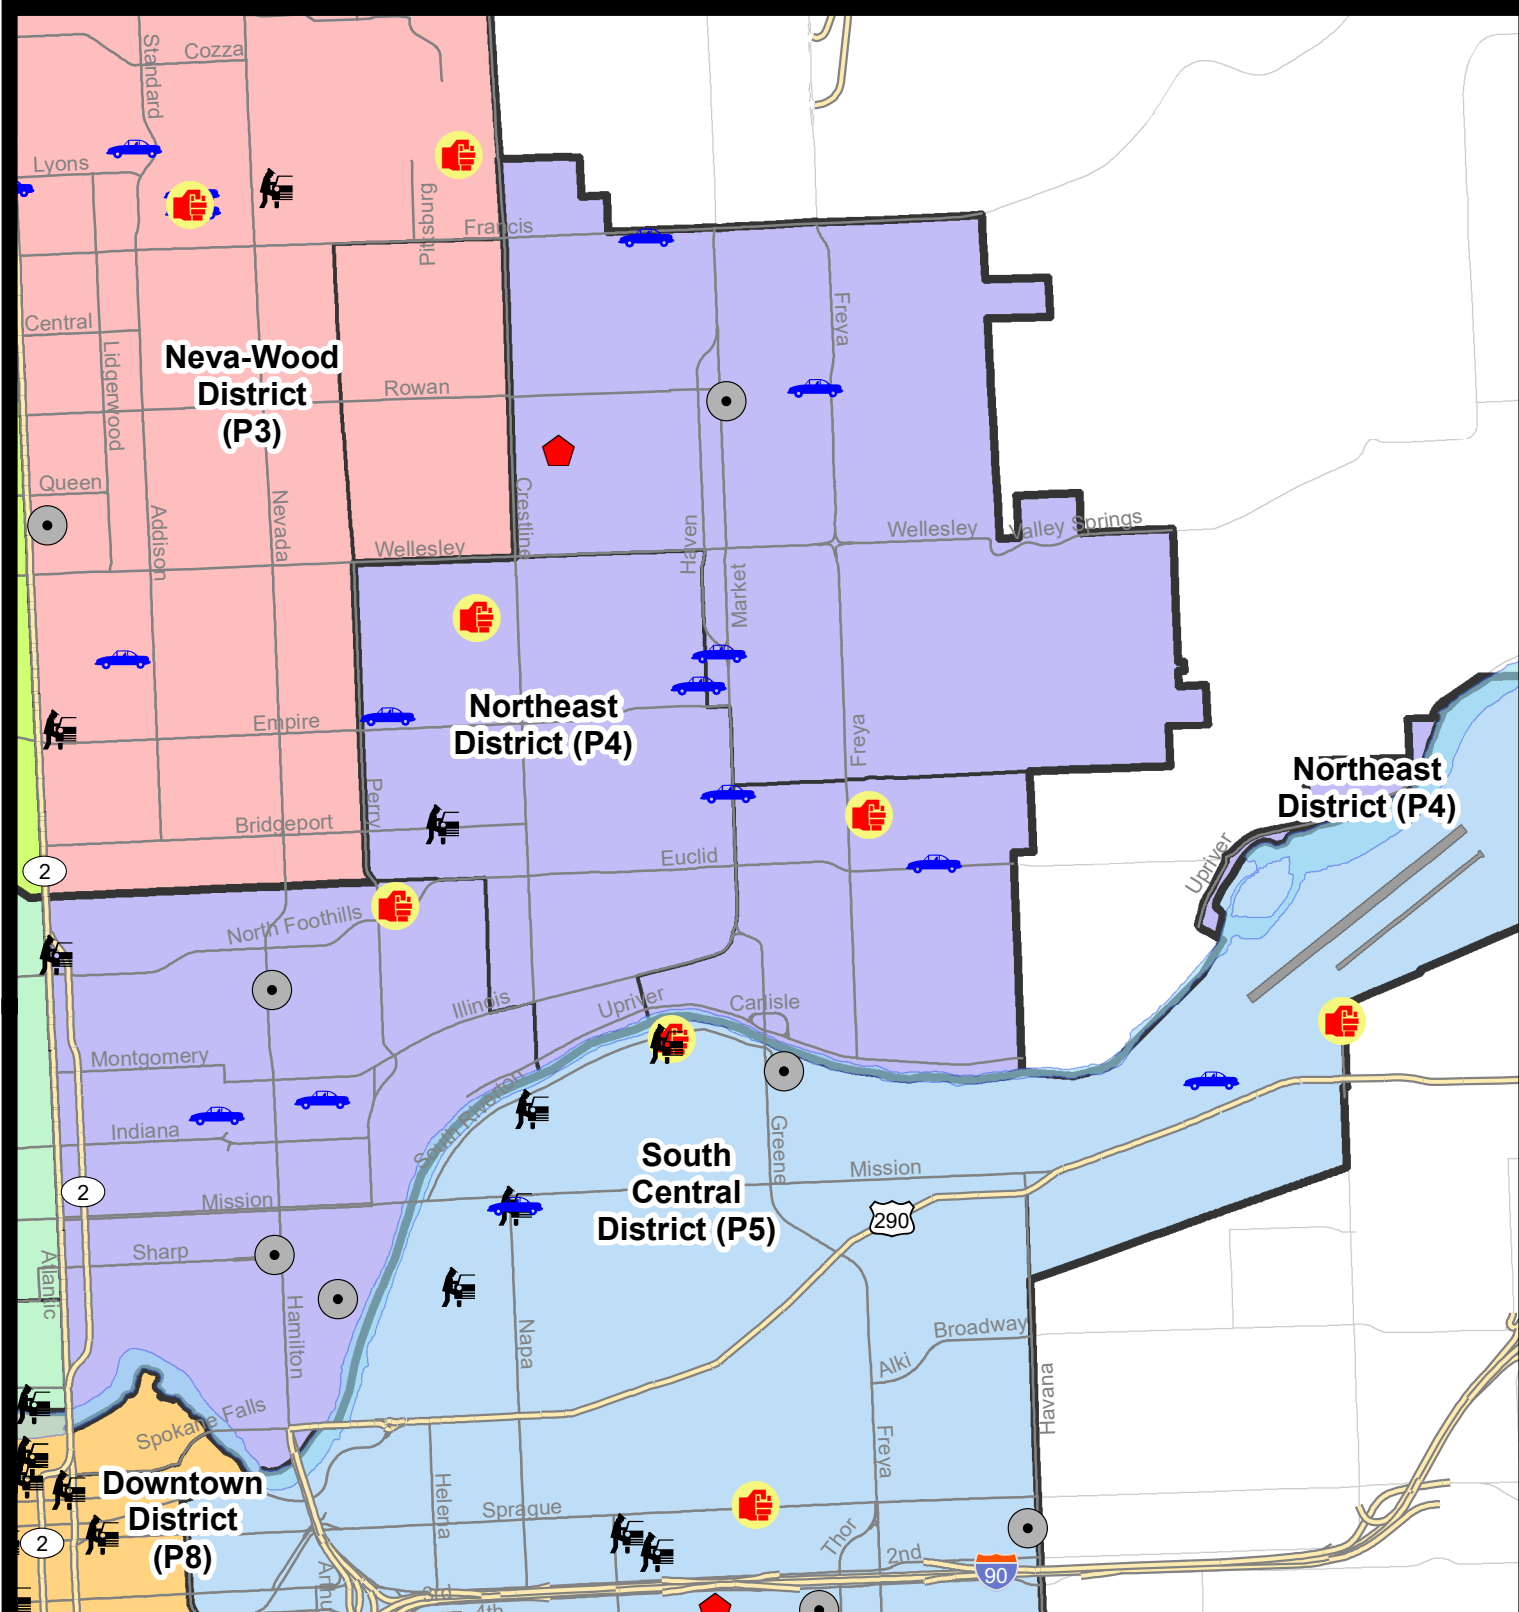 Standard
Cozza
Lyons
Pittsburg
Francis
Central
Lidgerwood
Freya
Neva-Wood
District
(P3)
Rowan
Queen
Addison
Nevada
Crestline
Haven
Wellesley
Wellesley
Valley Springs
Market
Empire
Northeast
District (P4)
Freya
Perry
Northeast
District (P4)
Bridgeport
Euclid
Upriver
2
North Foothills
Illinois
Upriver
Carlisle
Montgomery
South Riverton
Indiana
Greene
South
Central
District (P5)
Mission
2
Mission
290
Sharp
Atlantic
Hamilton
Napa
Broadway
Alki
Havana
Spokane Falls
Freya
Downtown
District
(P8)
Helena
Sprague
Thor
2
2nd
90
3rd
4th